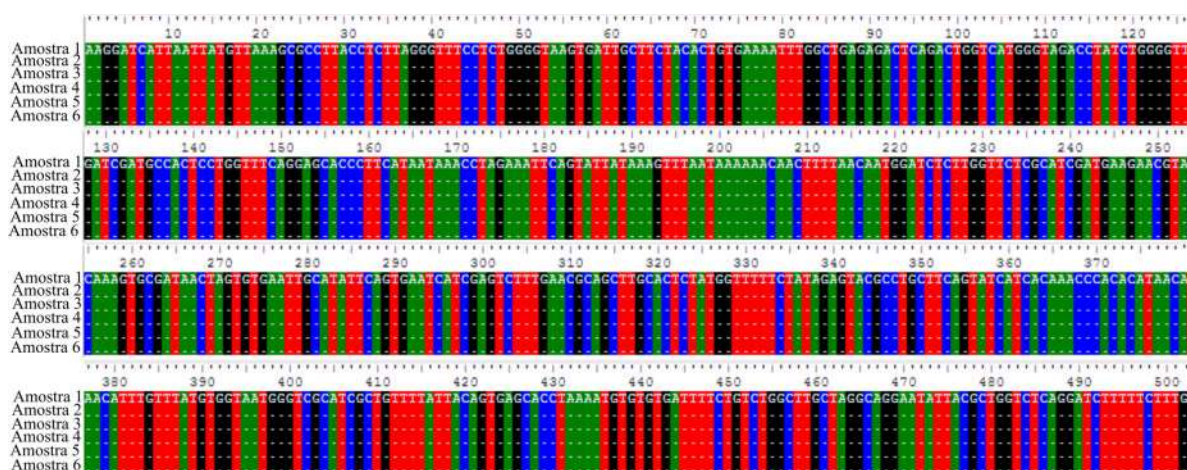 10 20 30 40 50 60 70 80 90 100 110 120
Amostra 1 AAGGATCATTAATTATGTTAAAGCGCCTTACCTCTTAGGGTTTCCTCTGGGGTAAGTGATTGCTTCTACACTGTGAAAATTTGGCTGAGAGACTCAGACTGGTCATGGGTAGACCTATCTGGGGTT
Amostra 2
Amostra 3
Amostra 4
Amostra 5
Amostra 6
130 140 150 160 170 180 190 200 210 220 230 240 250
Amostra 1 GATCGATGCCACTCCTGGTTTCAGGAGCACCCTTCATAATAAACCTAGAAATTCAGTATTATAAAGTTTAATAAAAAACAACTTTTAACAATGGATCTCTTGGTTCTCGCATCGATGAAGAACGTA
Amostra 2
Amostra 3
Amostra 4
Amostra 5
Amostra 6
260 270 280 290 300 310 320 330 340 350 360 370
Amostra 1 CAAAGTGCGATAACTAGTGTGAATTGCATATTCAGTGAATCATCGAGTCTTTGAACGCAGCTTGCACTCTATGGTTTTTCTATAGAGTACGCCTGCTTCAGTATCATCACAAACCCACACATAACA
Amostra 2
Amostra 3
Amostra 4
Amostra 5
Amostra 6
380 390 400 410 420 430 440 450 460 470 480 490 500
Amostra 1 AACATTTGTTTATGTGGTAATGGGTCGCATCGCTGTTTTATTACAGTGAGCACCTAAAATGTGTGTGATTTTCTGTCTGGCTTGCTAGGCAGGAATATTACGCTGGTCTCAGGATCTTTTTCTTTG
Amostra 2
Amostra 3
Amostra 4
Amostra 5
Amostra 6